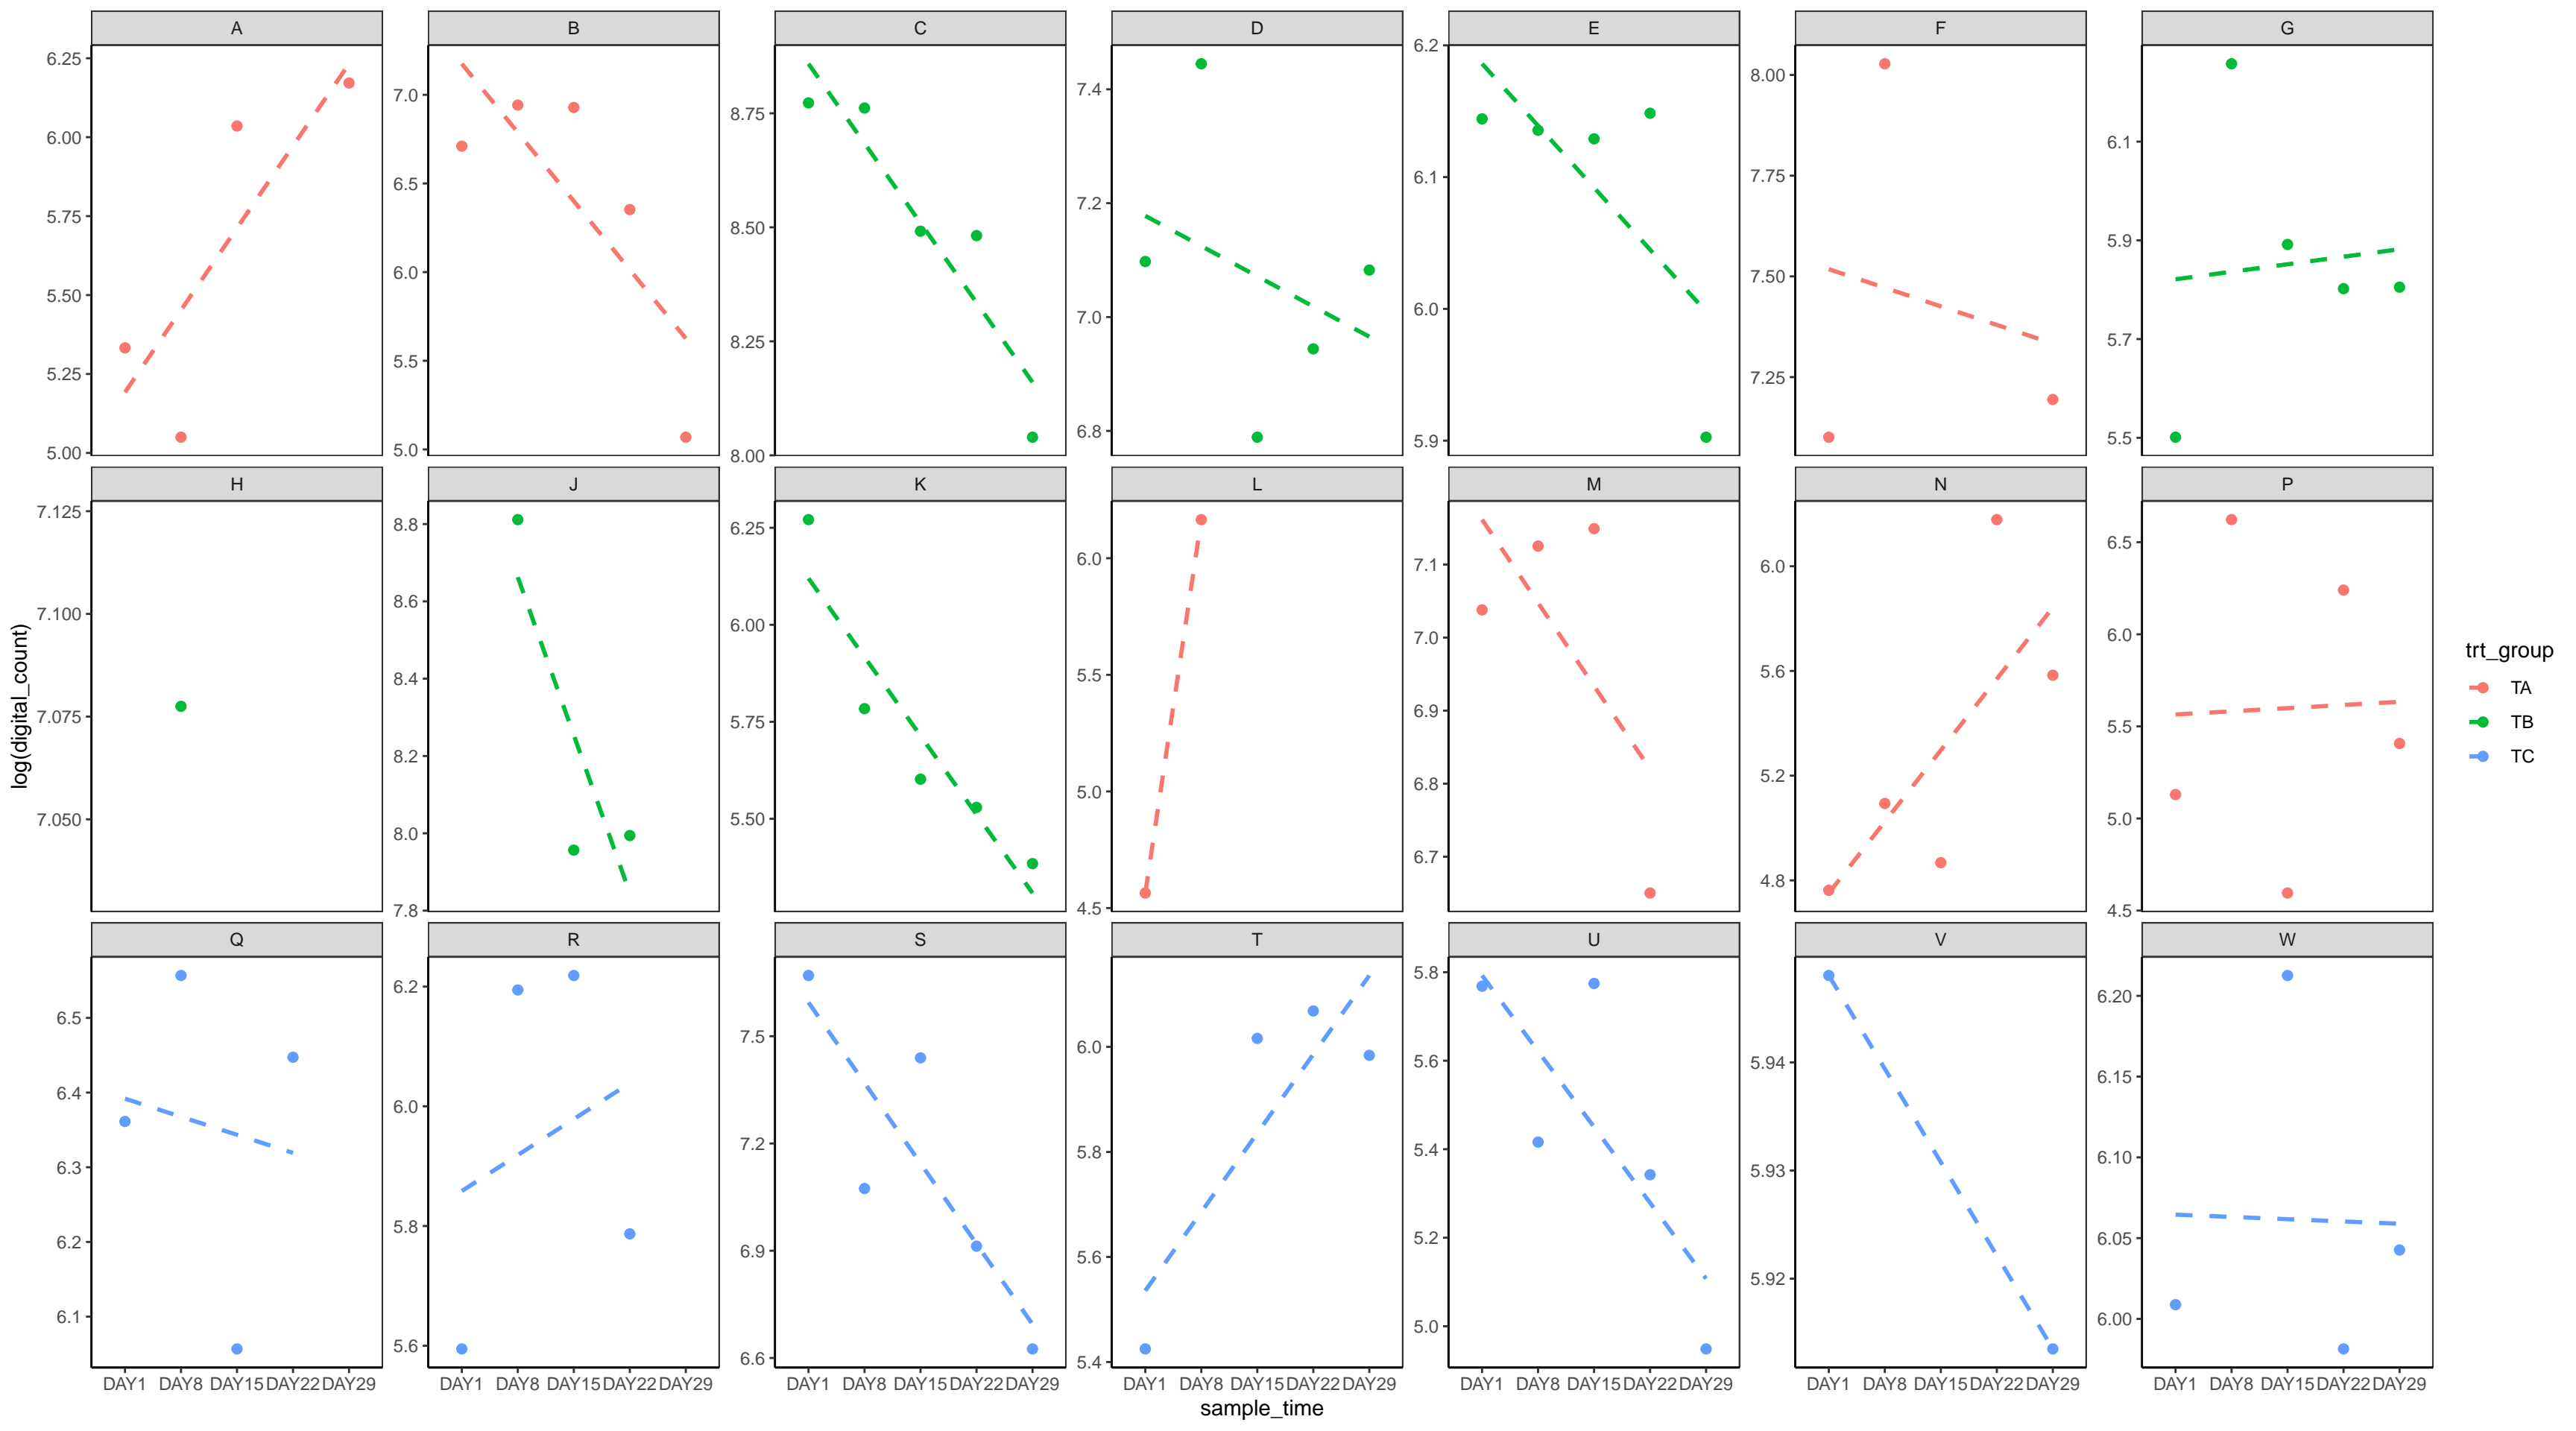 A
B
C
D
E
F
G
6.25
6.00
5.75
5.50
5.25
5.00
7.0
6.5
6.0
5.5
5.0
8.75
8.50
8.25
8.00
7.4
7.2
7.0
6.8
6.2
6.1
6.0
5.9
8.00
7.75
7.50
7.25
6.1
5.9
5.7
5.5
H
J
K
L
M
N
P
7.125
7.100
7.075
7.050
8.8
8.6
8.4
8.2
8.0
7.8
6.25
6.00
5.75
5.50
6.0
5.5
5.0
4.5
7.1
7.0
6.9
6.8
6.7
6.0
5.6
5.2
4.8
6.5
6.0
5.5
5.0
4.5
Q
R
S
T
U
V
W
6.5
6.4
6.3
6.2
6.1
6.2
6.0
5.8
5.6
7.5
7.2
6.9
6.6
6.0
5.8
5.6
5.4
5.8
5.6
5.4
5.2
5.0
5.94
5.93
5.92
6.20
6.15
6.10
6.05
6.00
DAY1 DAY8 DAY15 DAY22 DAY29
DAY1 DAY8 DAY15 DAY22 DAY29
DAY1 DAY8 DAY15 DAY22 DAY29
DAY1 DAY8 DAY15 DAY22 DAY29
DAY1 DAY8 DAY15 DAY22 DAY29
DAY1 DAY8 DAY15 DAY22 DAY29
DAY1 DAY8 DAY15 DAY22 DAY29
sample_time
log(digital_count)
trt_group
TA
TB
TC